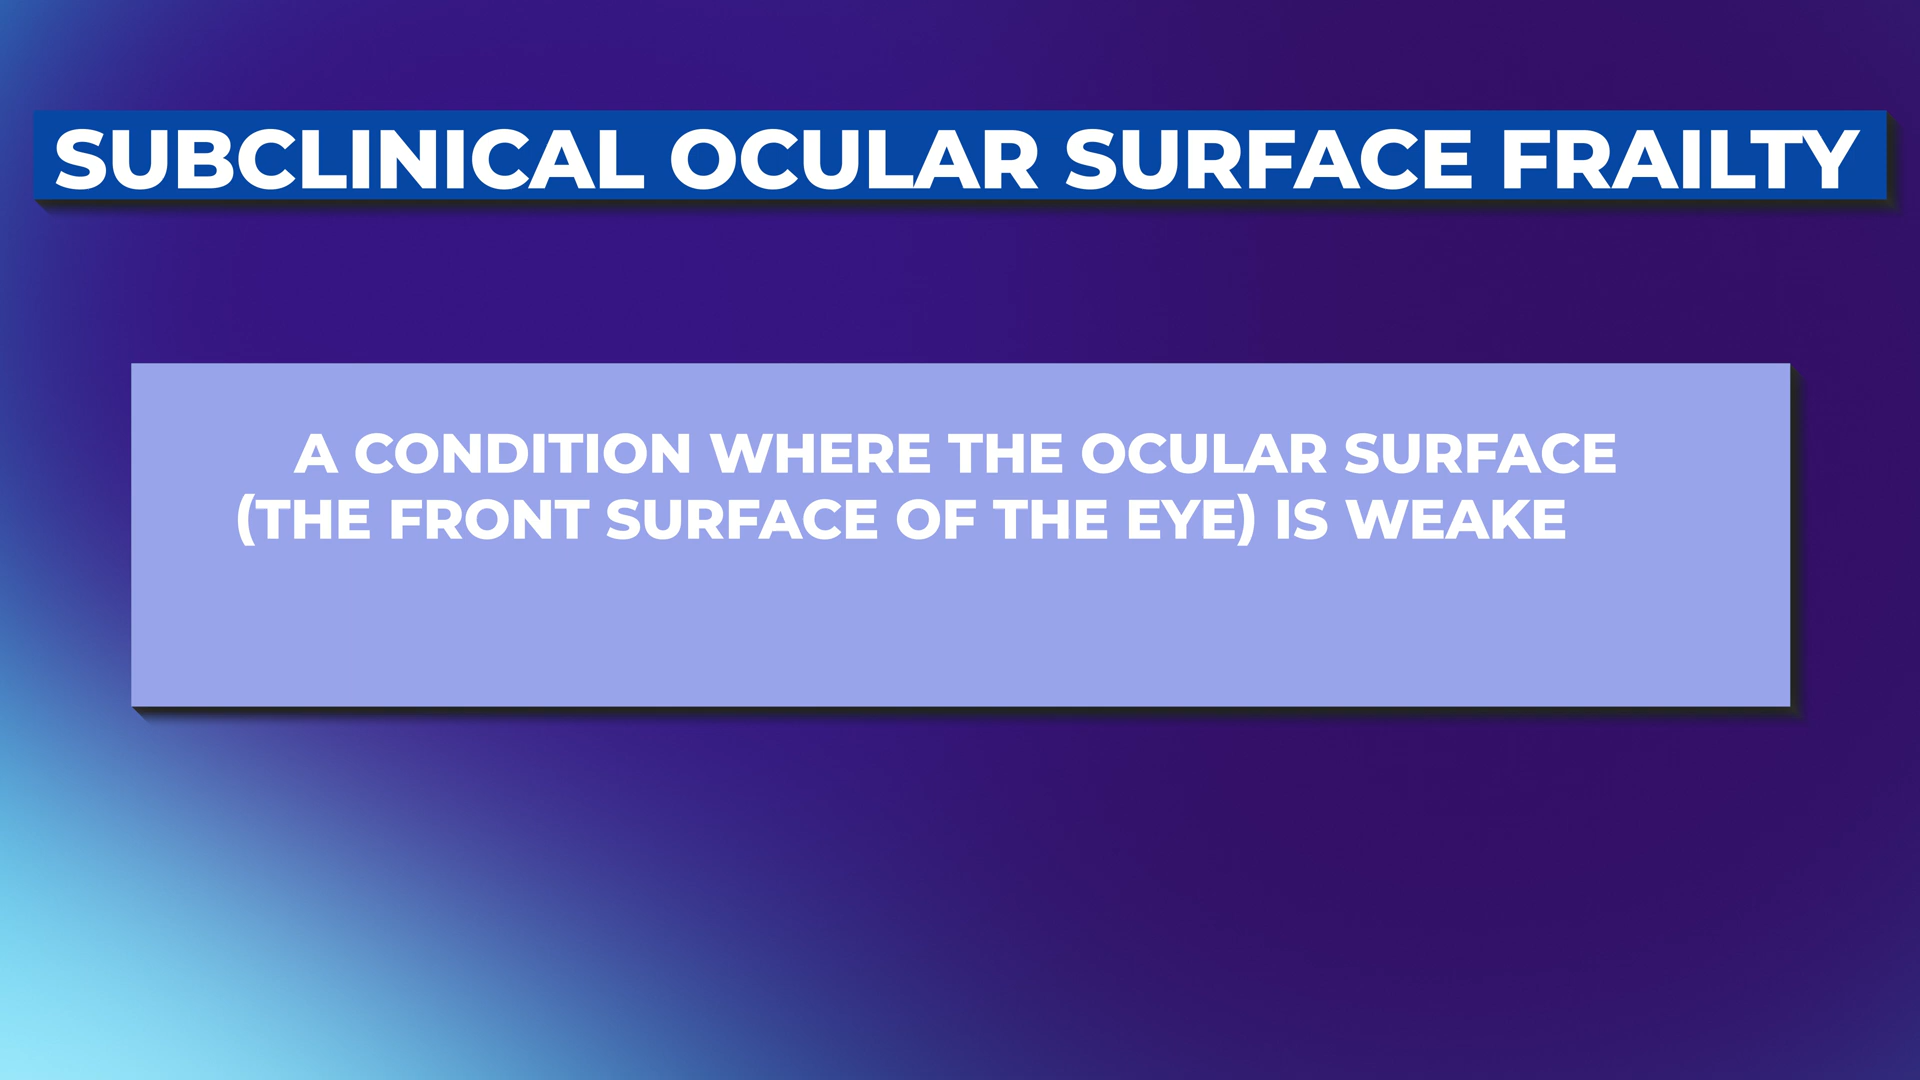 SUBCLINICAL OCULAR SURFACE FRAILTY
A CONDITION WHERE THE OCULAR SURFACE
(THE FRONT SURFACE OF THE EYE) IS WEAKE